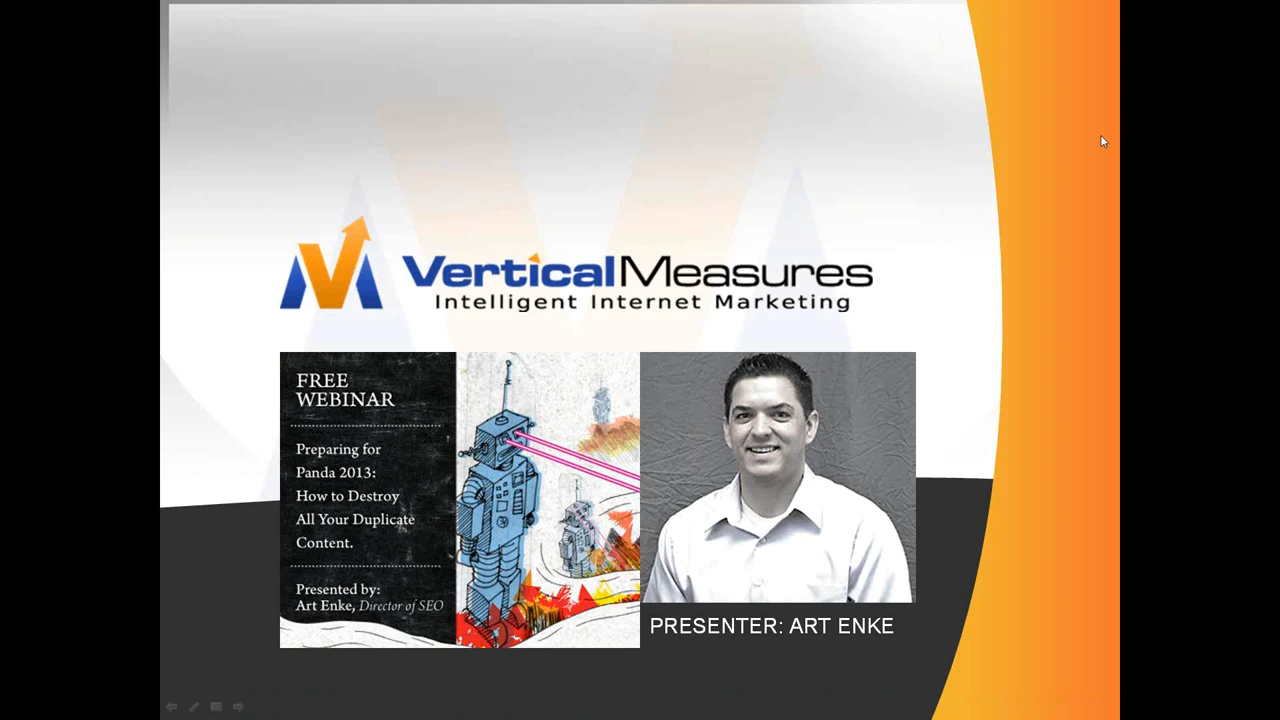 VerticalMeasures
Intelligent Internet Marketing
FREE
WEBINAR
Preparing for
Panda 2013:
How to Destroy
All Your Duplicate
Content.
Presented by:
Art Enke, Director of SEO
PRESENTER: ART ENKE